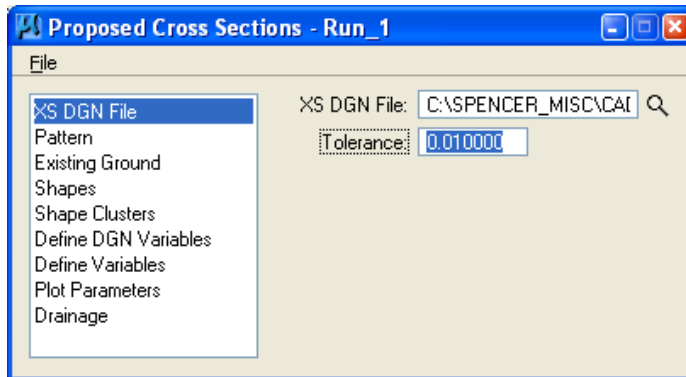 Proposed Cross Sections - Run_1
File
XS DGN File
Pattern
Existing Ground
Shapes
Shape Clusters
Define DGN Variables
Define Variables
Plot Parameters
Drainage
XS DGN File: C:\SPENCER_MISC\CAD
Tolerance: 0.010000